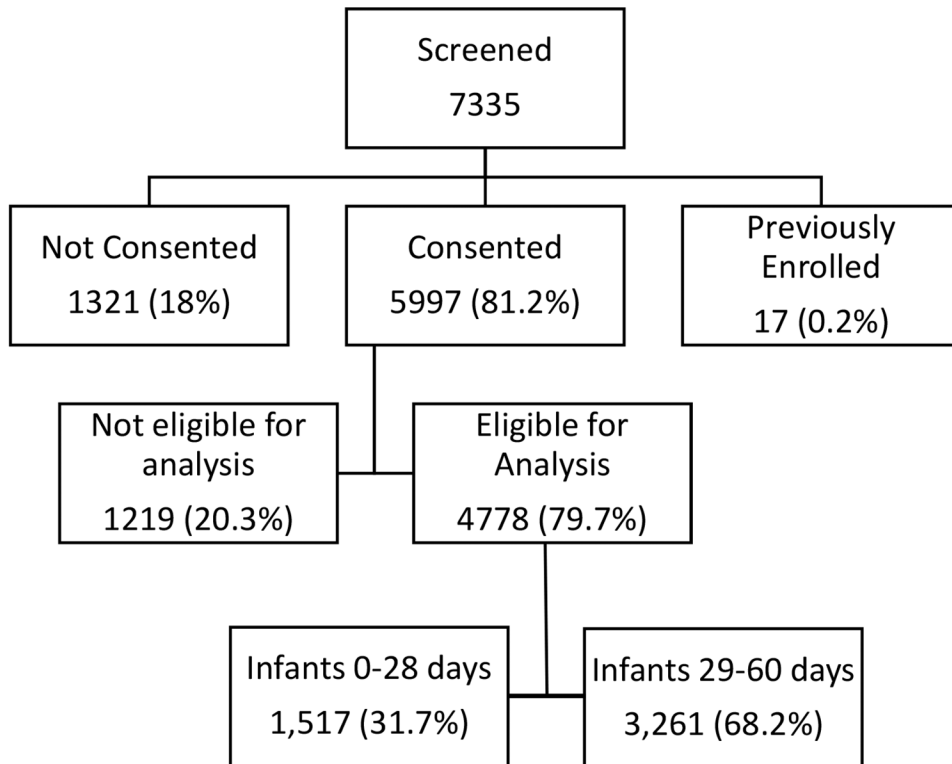 Screened
7335
Not Consented
1321 (18%)
Consented
5997 (81.2%)
Previously
Enrolled
17 (0.2%)
Not eligible for
analysis
1219 (20.3%)
Eligible for
Analysis
4778 (79.7%)
Infants 0-28 days
1,517 (31.7%)
Infants 29-60 days
3,261 (68.2%)